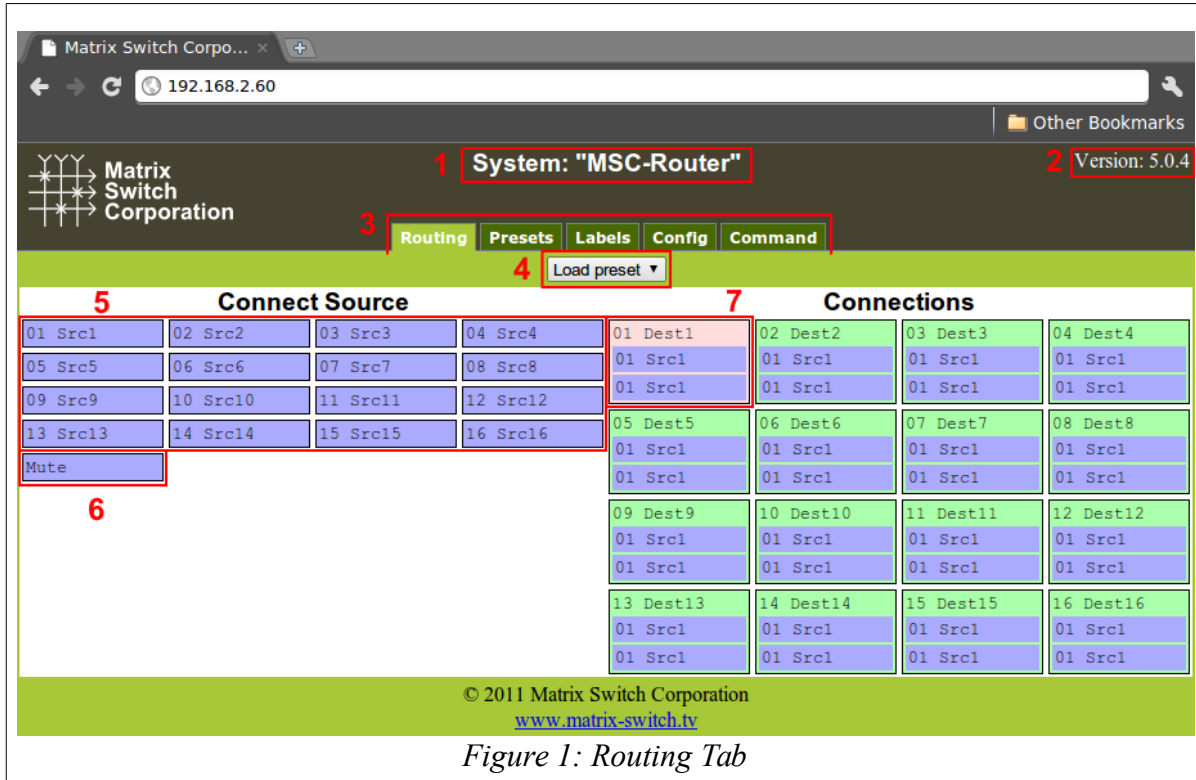 Matrix Switch Corpo... ×
192.168.2.60
Other Bookmarks
Matrix
Switch
Corporation
1 System: "MSC-Router"
2 Version: 5.0.4
3 Routing Presets Labels Config Command
4 Load preset ▼
5 Connect Source 7 Connections
01 Src1 02 Src2 03 Src3 04 Src4
05 Src5 06 Src6 07 Src7 08 Src8
09 Src9 10 Src10 11 Src11 12 Src12
13 Src13 14 Src14 15 Src15 16 Src16
Mute
6
01 Dest1 02 Dest2 03 Dest3 04 Dest4
01 Src1 01 Src1 01 Src1 01 Src1
01 Src1 01 Src1 01 Src1 01 Src1
05 Dest5 06 Dest6 07 Dest7 08 Dest8
01 Src1 01 Src1 01 Src1 01 Src1
01 Src1 01 Src1 01 Src1 01 Src1
09 Dest9 10 Dest10 11 Dest11 12 Dest12
01 Src1 01 Src1 01 Src1 01 Src1
01 Src1 01 Src1 01 Src1 01 Src1
13 Dest13 14 Dest14 15 Dest15 16 Dest16
01 Src1 01 Src1 01 Src1 01 Src1
01 Src1 01 Src1 01 Src1 01 Src1
© 2011 Matrix Switch Corporation
www.matrix-switch.tv
Figure 1: Routing Tab